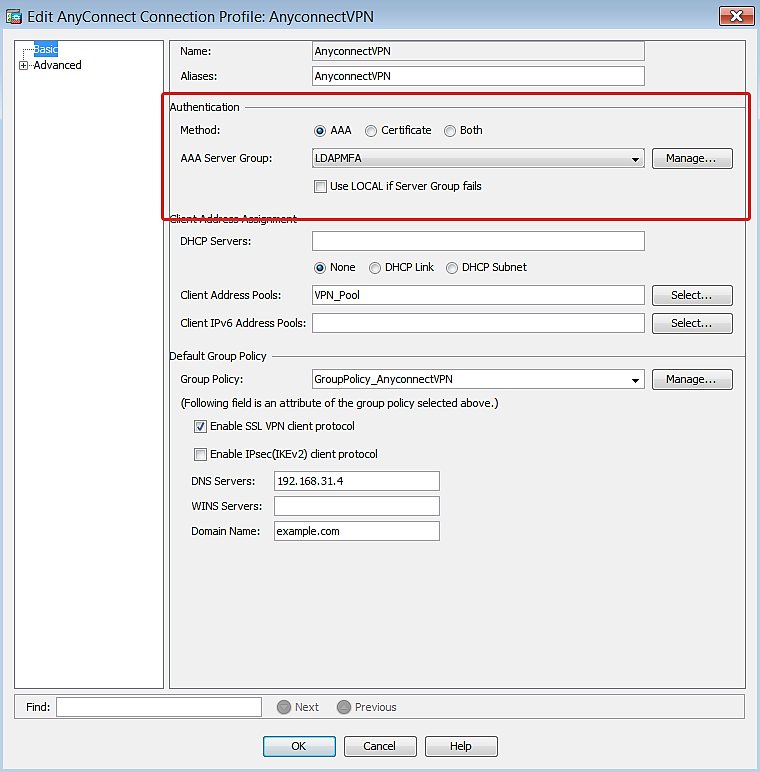 Edit AnyConnect Connection Profile: AnyconnectVPN
Basic
Advanced
Name: AnyconnectVPN
Aliases: AnyconnectVPN
Authentication
Method: AAA Certificate Both
AAA Server Group: LDAPMFA Manage...
Use LOCAL if Server Group fails
Client Address Assignment
DHCP Servers:
None DHCP Link DHCP Subnet
Client Address Pools: VPN_Pool Select...
Client IPv6 Address Pools: Select...
Default Group Policy
Group Policy: GroupPolicy_AnyconnectVPN Manage...
(Following field is an attribute of the group policy selected above.)
Enable SSL VPN client protocol
Enable IPsec(IKEv2) client protocol
DNS Servers: 192.168.31.4
WINS Servers:
Domain Name: example.com
Find: Next Previous
OK Cancel Help